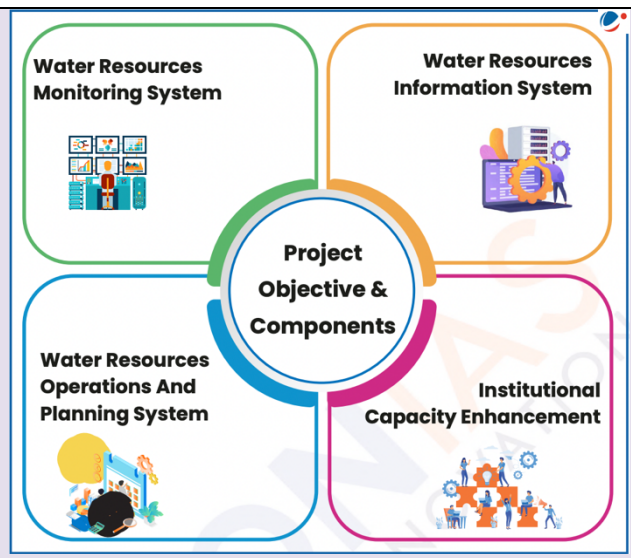 Water Resources
Monitoring System
Water Resources
Information System
Project
Objective &
Components
Water Resources
Operations And
Planning System
Institutional
Capacity Enhancement